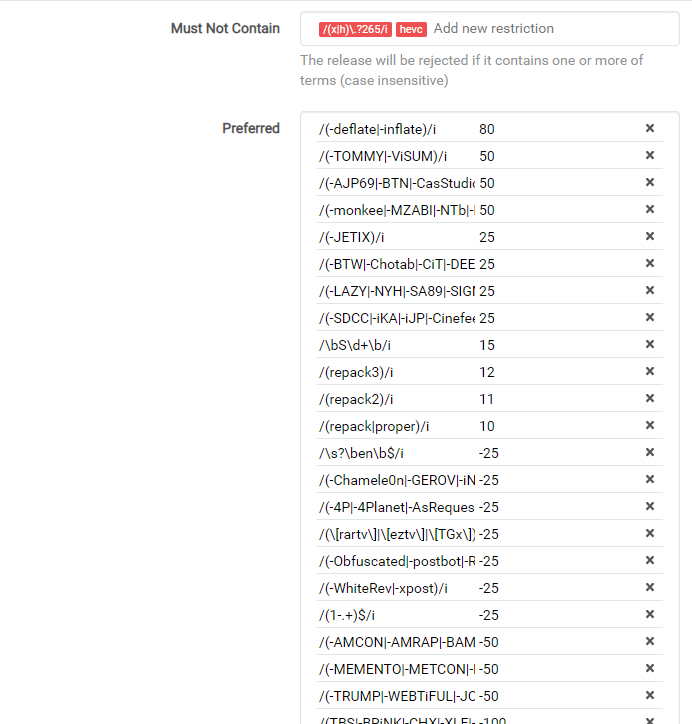 Must Not Contain
/(x|h)\.?265/i hevc Add new restriction
The release will be rejected if it contains one or more of
terms (case insensitive)
Preferred
/(-deflate|-inflate)/i 80
/(-TOMMY|-ViSUM)/i 50
/(-AJP69|-BTN|-CasStudio 50
/(-monkee|-MZABI|-NTb|- 50
/(-JETIX)/i 25
/(-BTW|-Chotab|-CiT|-DEE 25
/(-LAZY|-NYH|-SA89|-SIGM 25
/(-SDCC|-iKA|-iJP|-Cinefee 25
/\bS\d+\b/i 15
/(repack3)/i 12
/(repack2)/i 11
/(repack|proper)/i 10
/\s?\ben\b$/i -25
/(-Chamele0n|-GEROV|-iN -25
/(-4P|-4Planet|-AsReques -25
/(\[rartv\]|\[eztv\]|\[TGx\]) -25
/(-Obfuscated|-postbot|-R -25
/(-WhiteRev|-xpost)/i -25
/(1-.+)$/i -25
/(-AMCON|-AMRAP|-BAM -50
/(-MEMENTO|-METCON|- -50
/(-TRUMP|-WEBTiFUL|-JC -50
/(TBS|-BRiNK|-CHX|-XLF|- -100